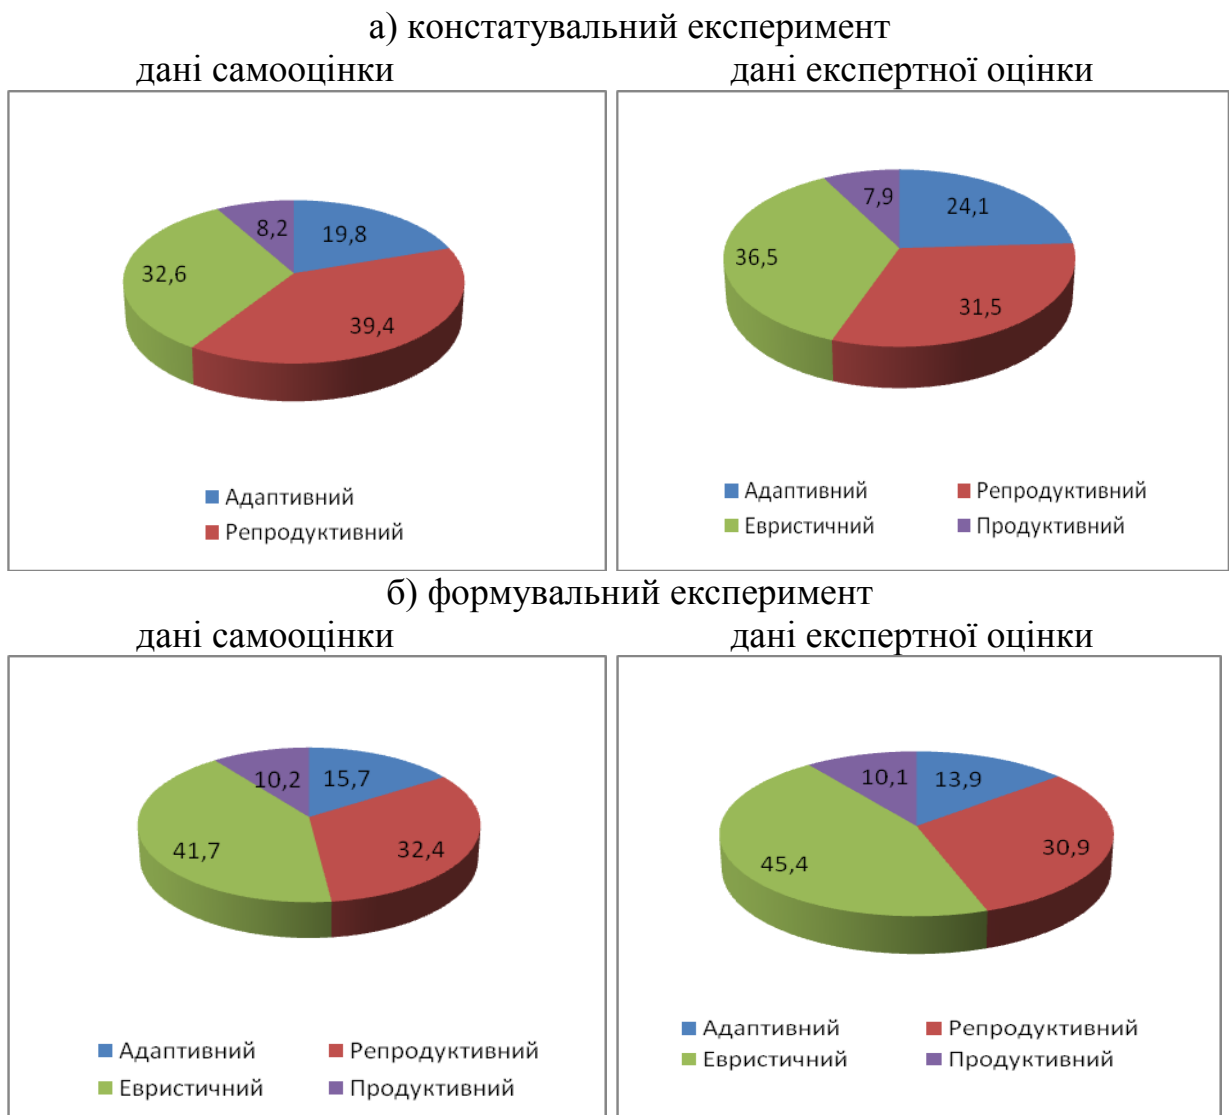 а) констатувальний експеримент
дані самооцінки
дані експертної оцінки
8,2
19,8
32,6
39,4
Адаптивний
Репродуктивний
7,9
24,1
36,5
31,5
Адаптивний
Репродуктивний
Евристичний
Продуктивний
б) формувальний експеримент
дані самооцінки
дані експертної оцінки
10,2
15,7
41,7
32,4
Адаптивний
Репродуктивний
Евристичний
Продуктивний
10,1
13,9
45,4
30,9
Адаптивний
Репродуктивний
Евристичний
Продуктивний